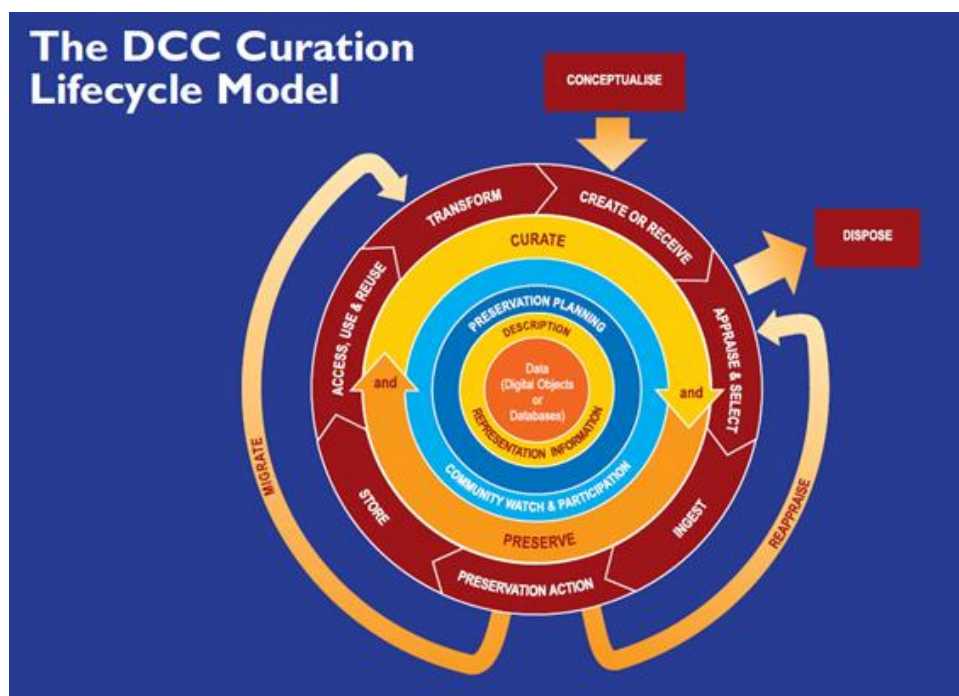 The DCC Curation
Lifecycle Model
CONCEPTUALISE
DISPOSE
TRANSFORM
CREATE OR RECEIVE
APPRAISE & SELECT
INGEST
PRESERVATION ACTION
STORE
ACCESS, USE & REUSE
MIGRATE
REAPPRAISE
CURATE
and
PRESERVE
and
COMMUNITY WATCH & PARTICIPATION
PRESERVATION PLANNING
DESCRIPTION
REPRESENTATION INFORMATION
Data
(Digital Objects
or
Databases)